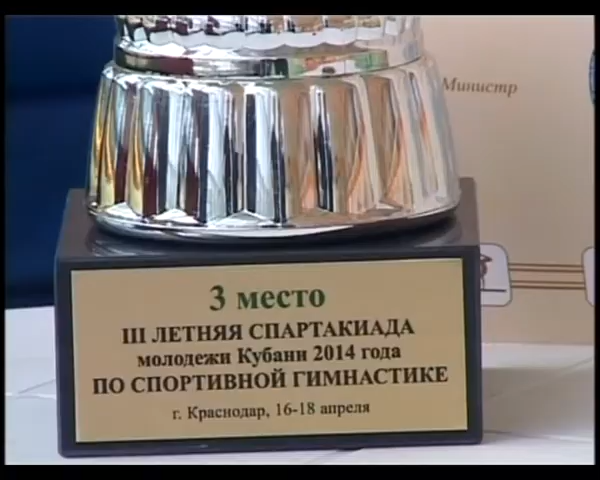 Министр
3 место
III ЛЕТНЯЯ СПАРТАКИАДА
молодежи Кубани 2014 года
ПО СПОРТИВНОЙ ГИМНАСТИКЕ
г. Краснодар, 16-18 апреля